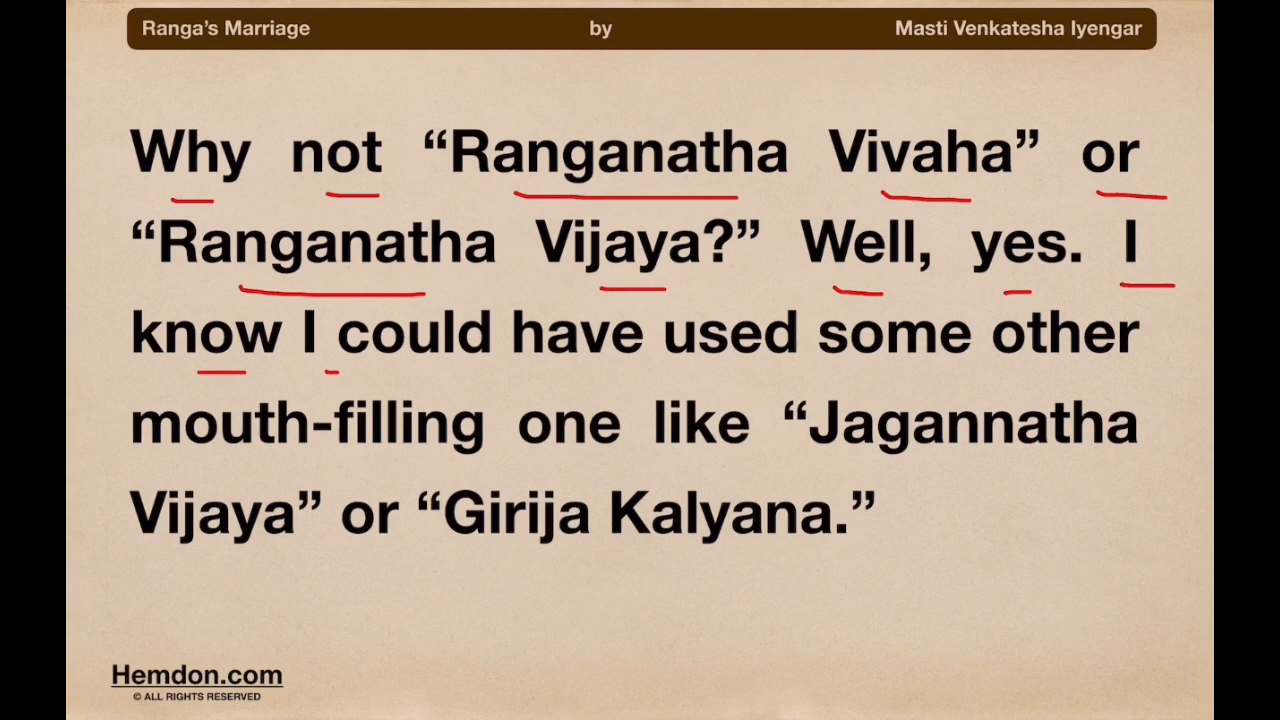 Ranga's Marriage by Masti Venkatesha Iyengar
Why not “Ranganatha Vivaha” or
“Ranganatha Vijaya?” Well, yes. I
know I could have used some other
mouth-filling one like “Jagannatha
Vijaya” or “Girija Kalyana.”
Hemdon.com
© ALL RIGHTS RESERVED